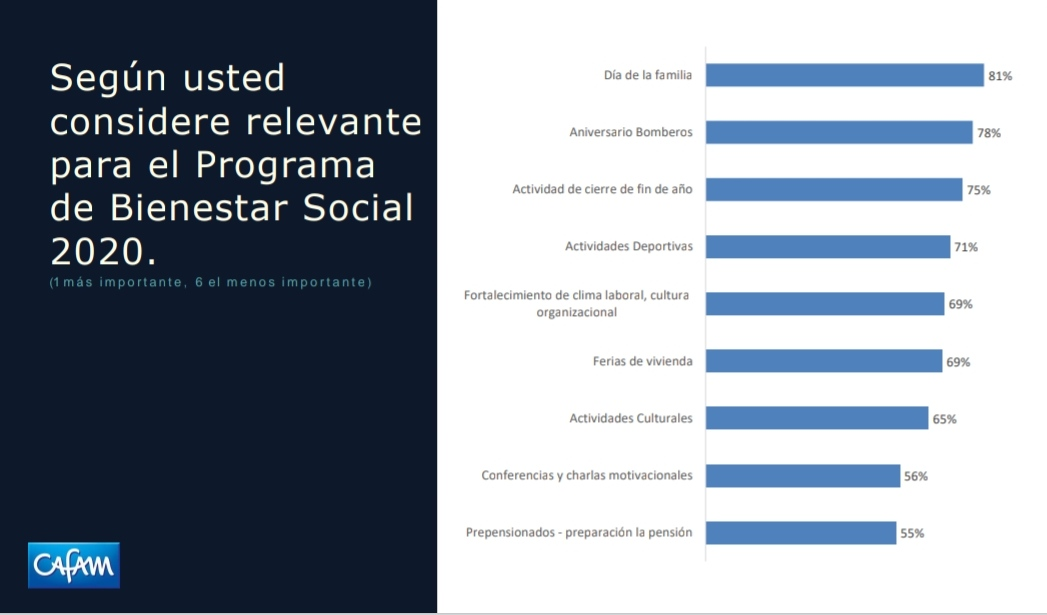 Según usted
considere relevante
para el Programa
de Bienestar Social
2020.
(1 más importante, 6 el menos importante)
CAFAM
Día de la familia 81%
Aniversario Bomberos 78%
Actividad de cierre de fin de año 75%
Actividades Deportivas 71%
Fortalecimiento de clima laboral, cultura
organizacional 69%
Ferias de vivienda 69%
Actividades Culturales 65%
Conferencias y charlas motivacionales 56%
Prepensionados - preparación la pensión 55%